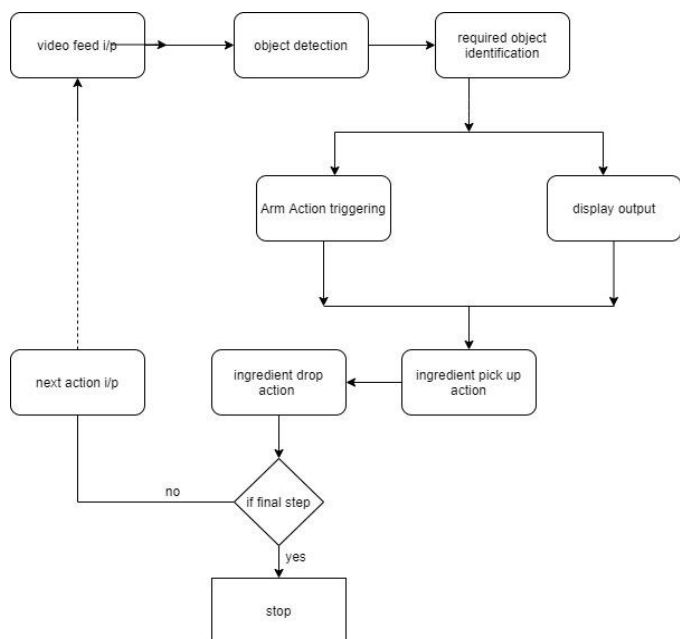 video feed i/p
object detection
required object
identification
Arm Action triggering
display output
next action i/p
ingredient drop
action
ingredient pick up
action
no
if final step
yes
stop